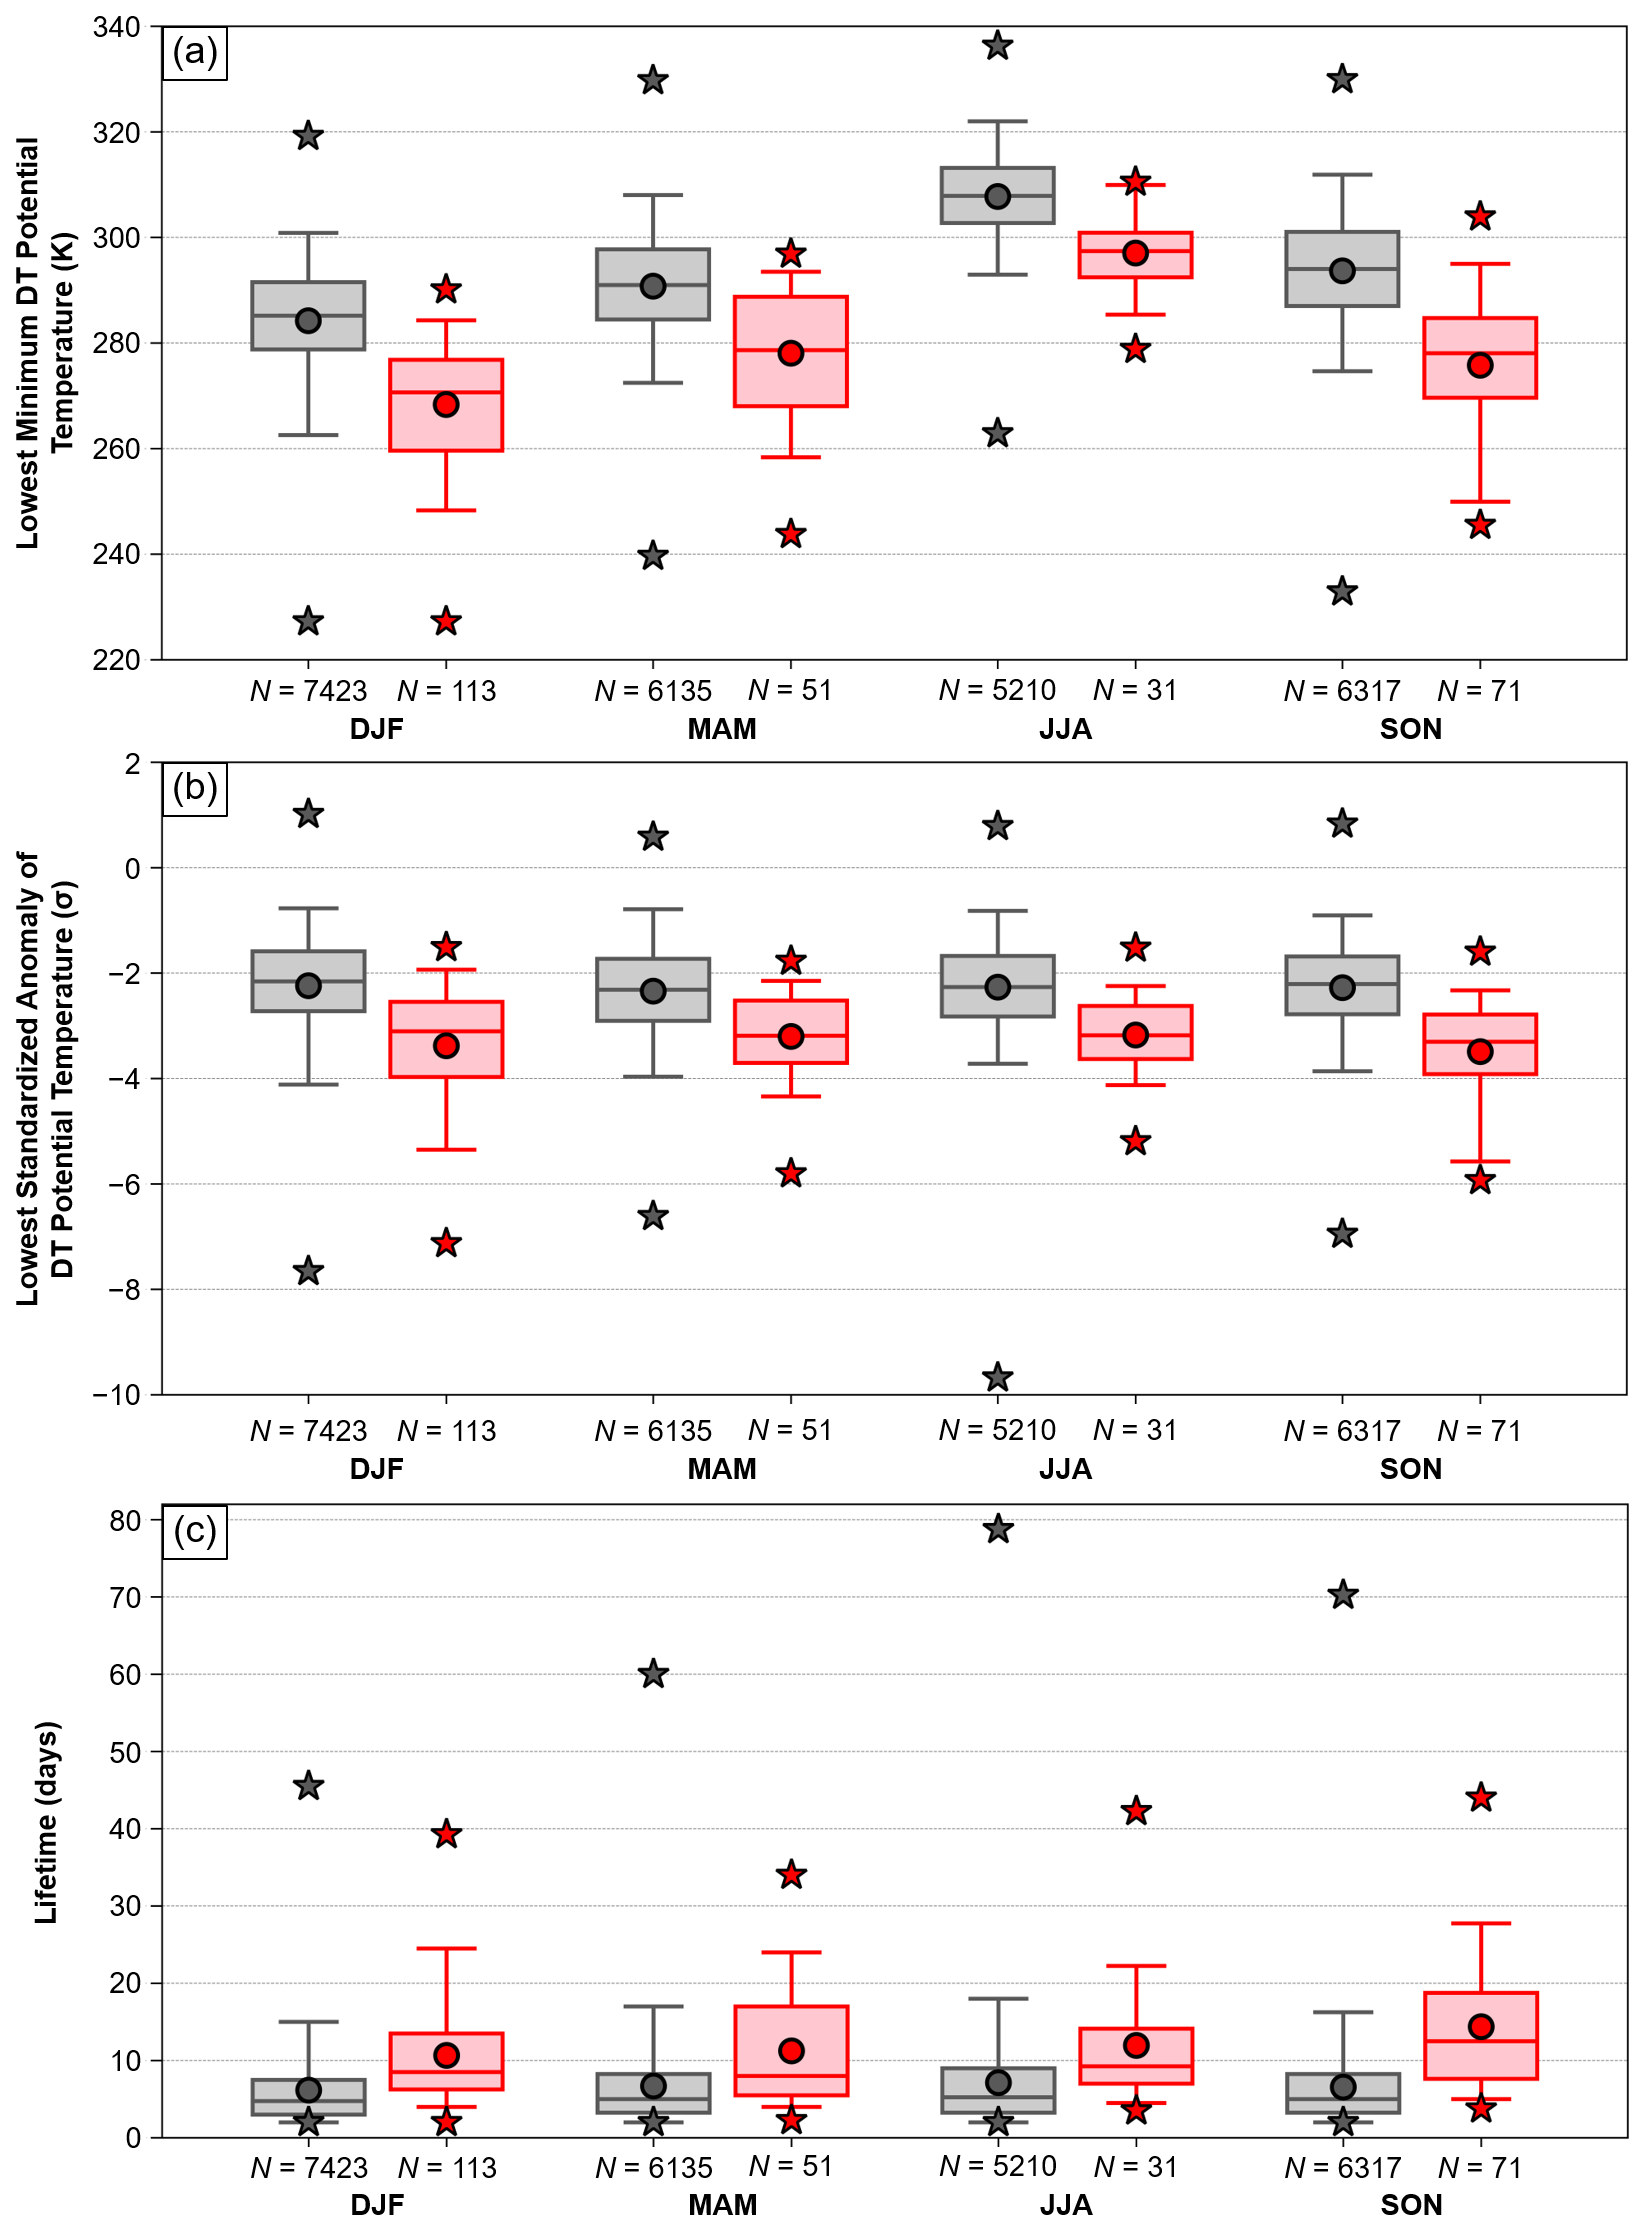 (a)
Lowest Minimum DT Potential
Temperature (K)
340
320
300
280
260
240
220
N = 7423 N = 113 N = 6135 N = 51 N = 5210 N = 31 N = 6317 N = 71
DJF MAM JJA SON
(b)
Lowest Standardized Anomaly of
DT Potential Temperature (σ)
2
0
−2
−4
−6
−8
−10
N = 7423 N = 113 N = 6135 N = 51 N = 5210 N = 31 N = 6317 N = 71
DJF MAM JJA SON
(c)
Lifetime (days)
80
70
60
50
40
30
20
10
0
N = 7423 N = 113 N = 6135 N = 51 N = 5210 N = 31 N = 6317 N = 71
DJF MAM JJA SON